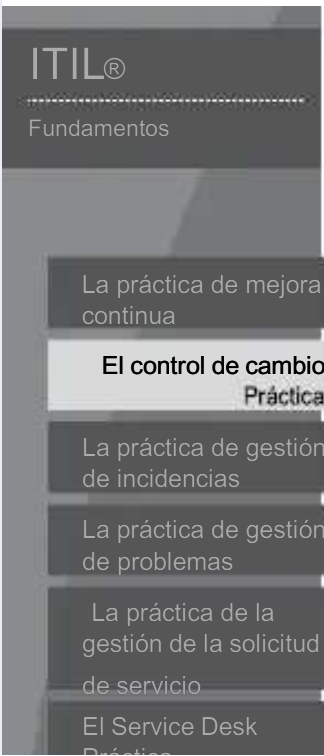 ITIL®
Fundamentos
La práctica de mejora
continua
El control de cambio
Práctica
La práctica de gestión
de incidencias
La práctica de gestión
de problemas
La práctica de la
gestión de la solicitud
de servicio
El Service Desk
Práctica